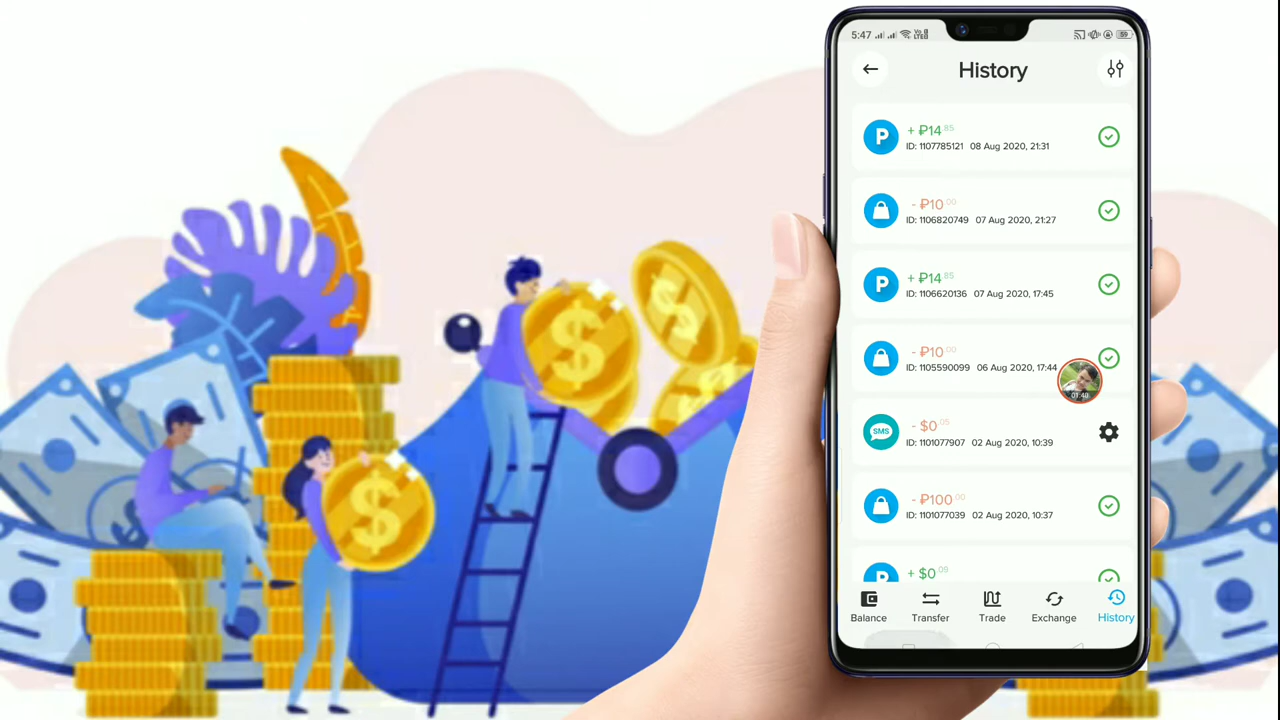 5:47
59
History
P
+ ₽14.85
ID: 1107785121 08 Aug 2020, 21:31
- ₽10.00
ID: 1106820749 07 Aug 2020, 21:27
P
+ ₽14.85
ID: 1106620136 07 Aug 2020, 17:45
- ₽10.00
ID: 1105590099 06 Aug 2020, 17:44
01:40
SMS
- $0.05
ID: 1101077907 02 Aug 2020, 10:39
- ₽100.00
ID: 1101077039 02 Aug 2020, 10:37
P
+ $0.09
Balance Transfer Trade Exchange History
$
$
$
$